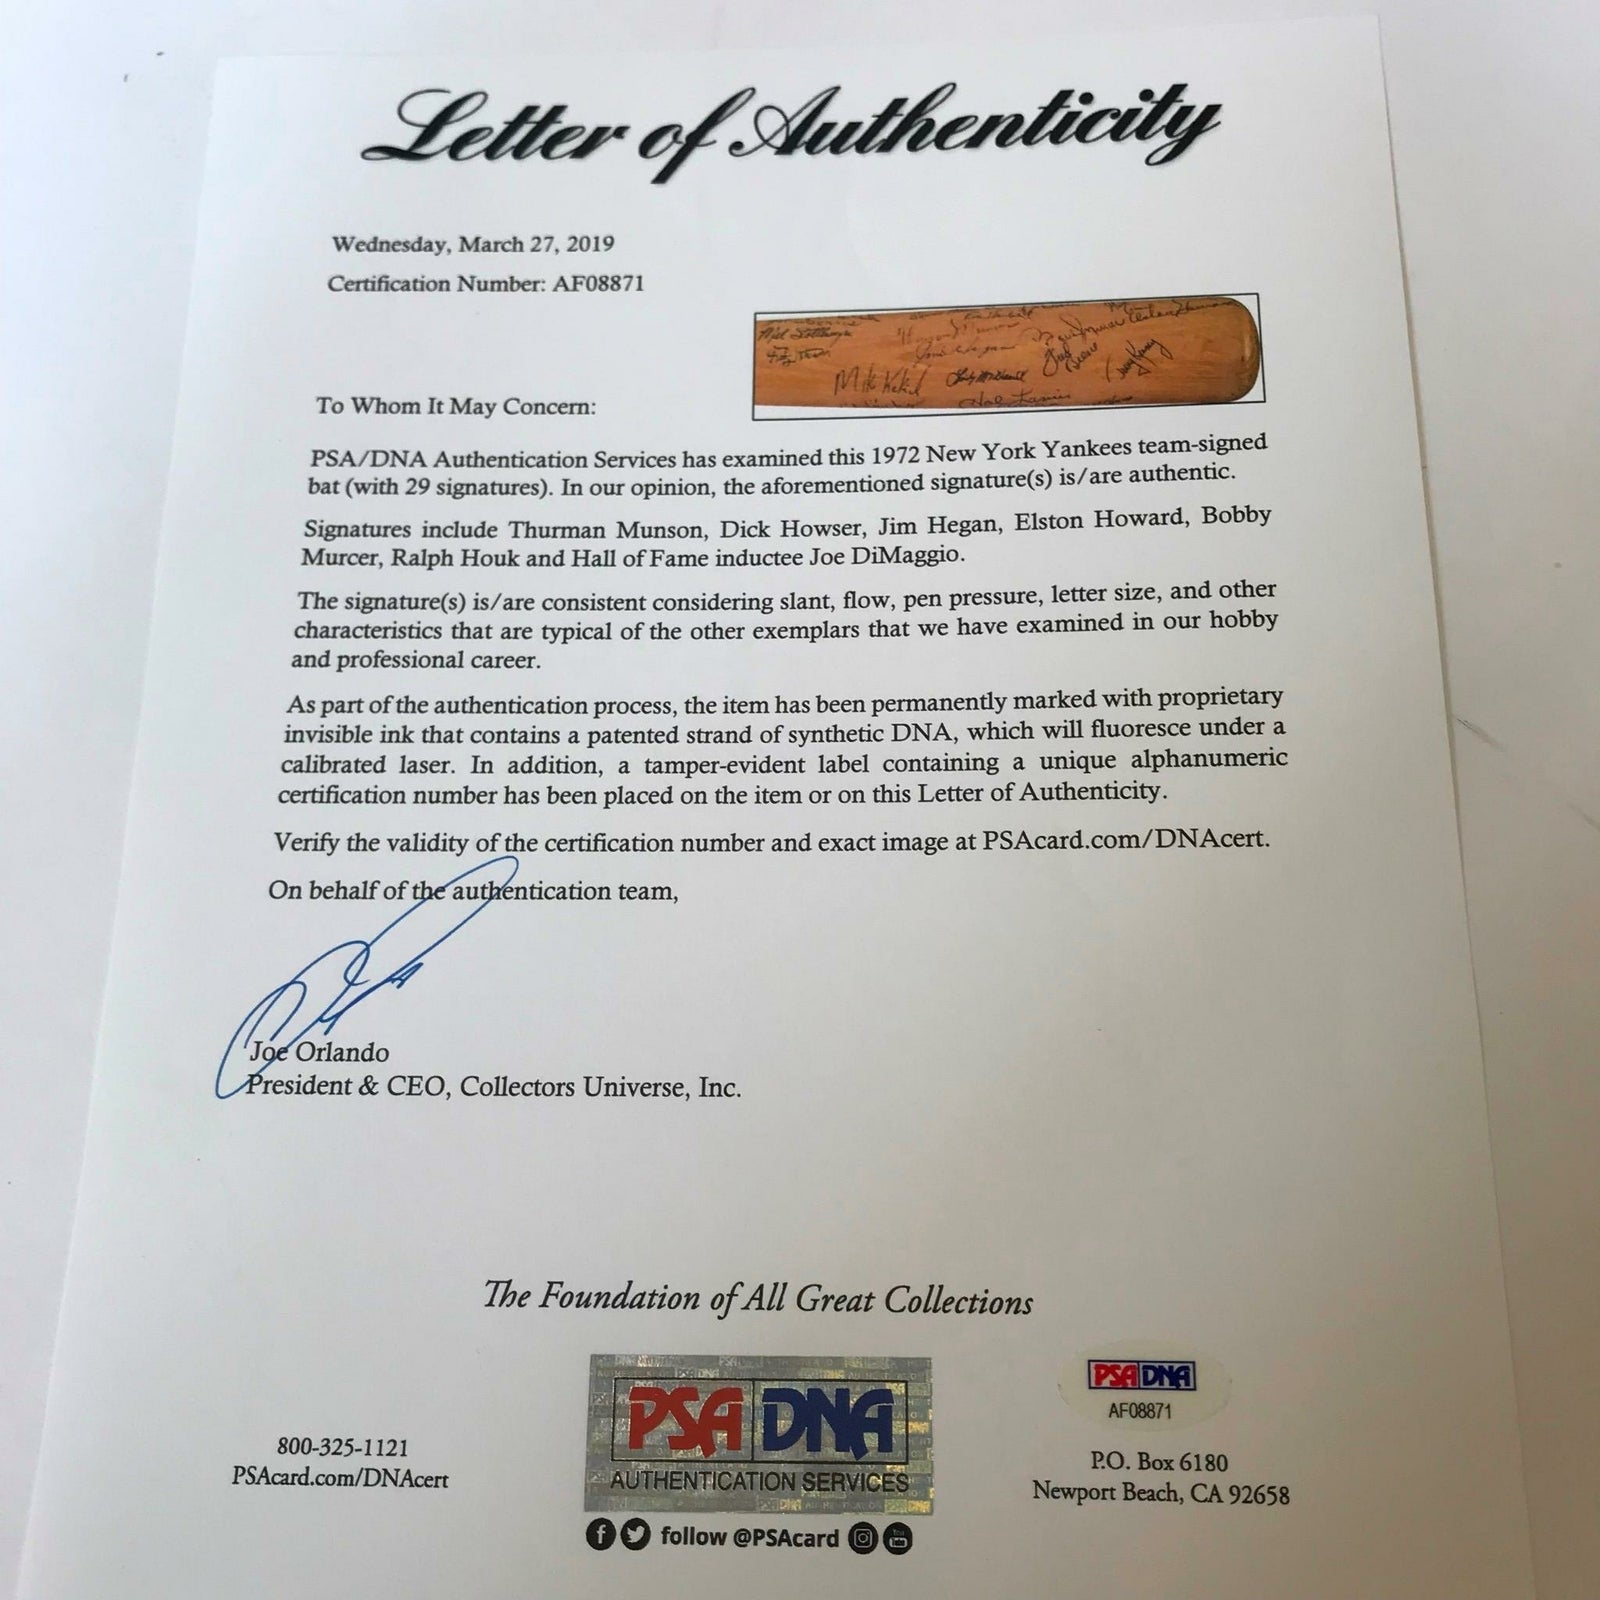 Letter of Authenticity
Wednesday, March 27, 2019
Certification Number: AF08871
Mike Kekich
Hal Lanier
To Whom It May Concern:
PSA/DNA Authentication Services has examined this 1972 New York Yankees team-signed
bat (with 29 signatures). In our opinion, the aforementioned signature(s) is/are authentic.
Signatures include Thurman Munson, Dick Howser, Jim Hegan, Elston Howard, Bobby
Murcer, Ralph Houk and Hall of Fame inductee Joe DiMaggio.
The signature(s) is/are consistent considering slant, flow, pen pressure, letter size, and other
characteristics that are typical of the other exemplars that we have examined in our hobby
and professional career.
As part of the authentication process, the item has been permanently marked with proprietary
invisible ink that contains a patented strand of synthetic DNA, which will fluoresce under a
calibrated laser. In addition, a tamper-evident label containing a unique alphanumeric
certification number has been placed on the item or on this Letter of Authenticity.
Verify the validity of the certification number and exact image at PSAcard.com/DNAcert.
On behalf of the authentication team,
Joe Orlando
President & CEO, Collectors Universe, Inc.
The Foundation of All Great Collections
800-325-1121
PSAcard.com/DNAcert
PSA DNA
AUTHENTICATION SERVICES
follow @PSAcard
PSA DNA
AF08871
P.O. Box 6180
Newport Beach, CA 92658